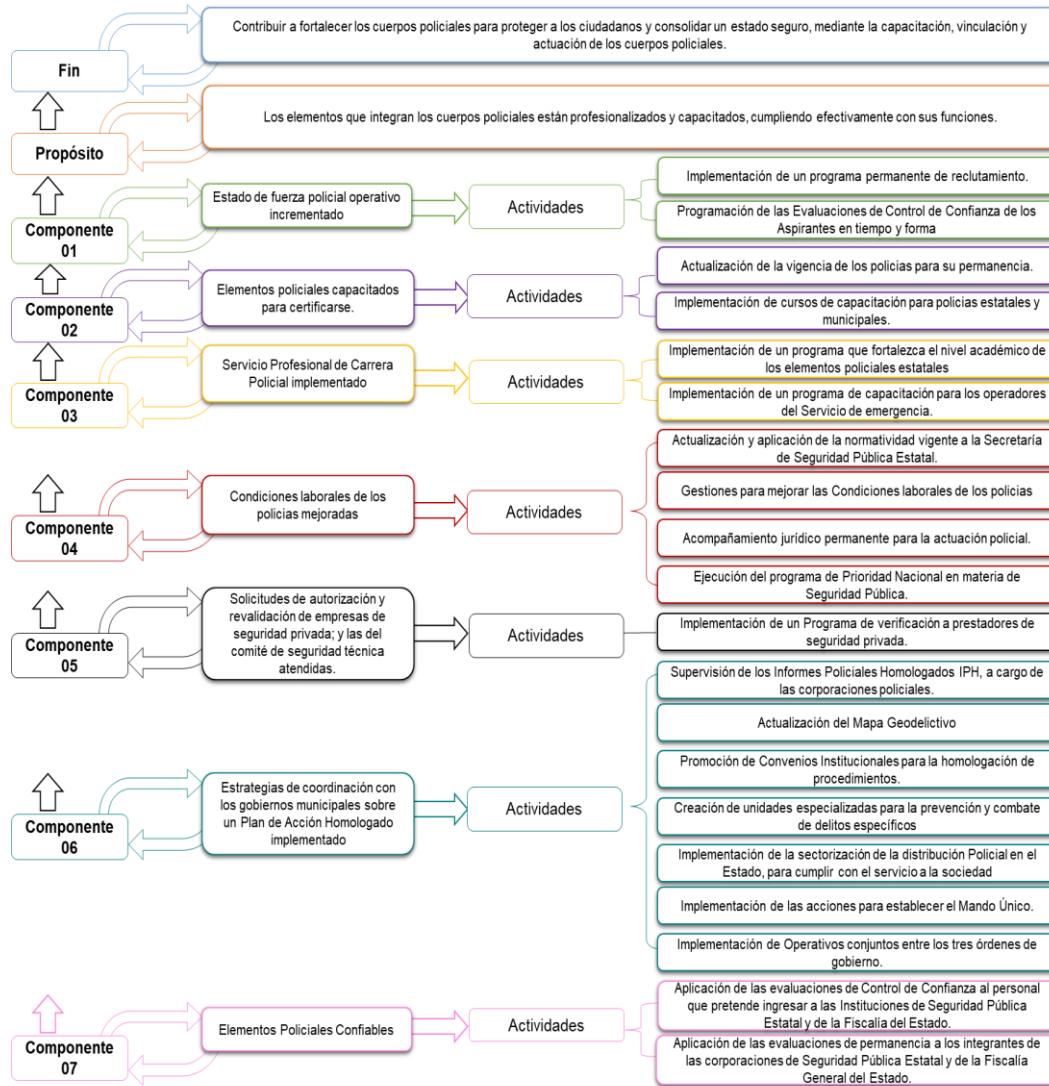 Contribuir a fortalecer los cuerpos policiales para proteger a los ciudadanos y consolidar un estado seguro, mediante la capacitación, vinculación y
actuación de los cuerpos policiales.
Fin
Los elementos que integran los cuerpos policiales están profesionalizados y capacitados, cumpliendo efectivamente con sus funciones.
Propósito
Componente
01
Estado de fuerza policial operativo
incrementado
Actividades
Implementación de un programa permanente de reclutamiento.
Programación de las Evaluaciones de Control de Confianza de los
Aspirantes en tiempo y forma
Componente
02
Elementos policiales capacitados
para certificarse.
Actividades
Actualización de la vigencia de los policias para su permanencia.
Implementación de cursos de capacitación para policias estatales y
municipales.
Componente
03
Servicio Profesional de Carrera
Policial implementado
Actividades
Implementación de un programa que fortalezca el nivel académico de
los elementos policiales estatales
Implementación de un programa de capacitación para los operadores
del Servicio de emergencia.
Componente
04
Condiciones laborales de los
policias mejoradas
Actividades
Actualización y aplicación de la normatividad vigente a la Secretaría
de Seguridad Pública Estatal.
Gestiones para mejorar las Condiciones laborales de los policias
Acompañamiento jurídico permanente para la actuación policial.
Ejecución del programa de Prioridad Nacional en materia de
Seguridad Pública.
Componente
05
Solicitudes de autorización y
revalidación de empresas de
seguridad privada; y las del
comité de seguridad técnica
atendidas.
Actividades
Implementación de un Programa de verificación a prestadores de
seguridad privada.
Componente
06
Estrategias de coordinación con
los gobiernos municipales sobre
un Plan de Acción Homologado
implementado
Actividades
Supervisión de los Informes Policiales Homologados IPH, a cargo de
las corporaciones policiales.
Actualización del Mapa Geodelictivo
Promoción de Convenios Institucionales para la homologación de
procedimientos.
Creación de unidades especializadas para la prevención y combate
de delitos específicos
Implementación de la sectorización de la distribución Policial en el
Estado, para cumplir con el servicio a la sociedad
Implementación de las acciones para establecer el Mando Único.
Implementación de Operativos conjuntos entre los tres órdenes de
gobierno.
Componente
07
Elementos Policiales Confiables
Actividades
Aplicación de las evaluaciones de Control de Confianza al personal
que pretende ingresar a las Instituciones de Seguridad Pública
Estatal y de la Fiscalía del Estado.
Aplicación de las evaluaciones de permanencia a los integrantes de
las corporaciones de Seguridad Pública Estatal y de la Fiscalía
General del Estado.